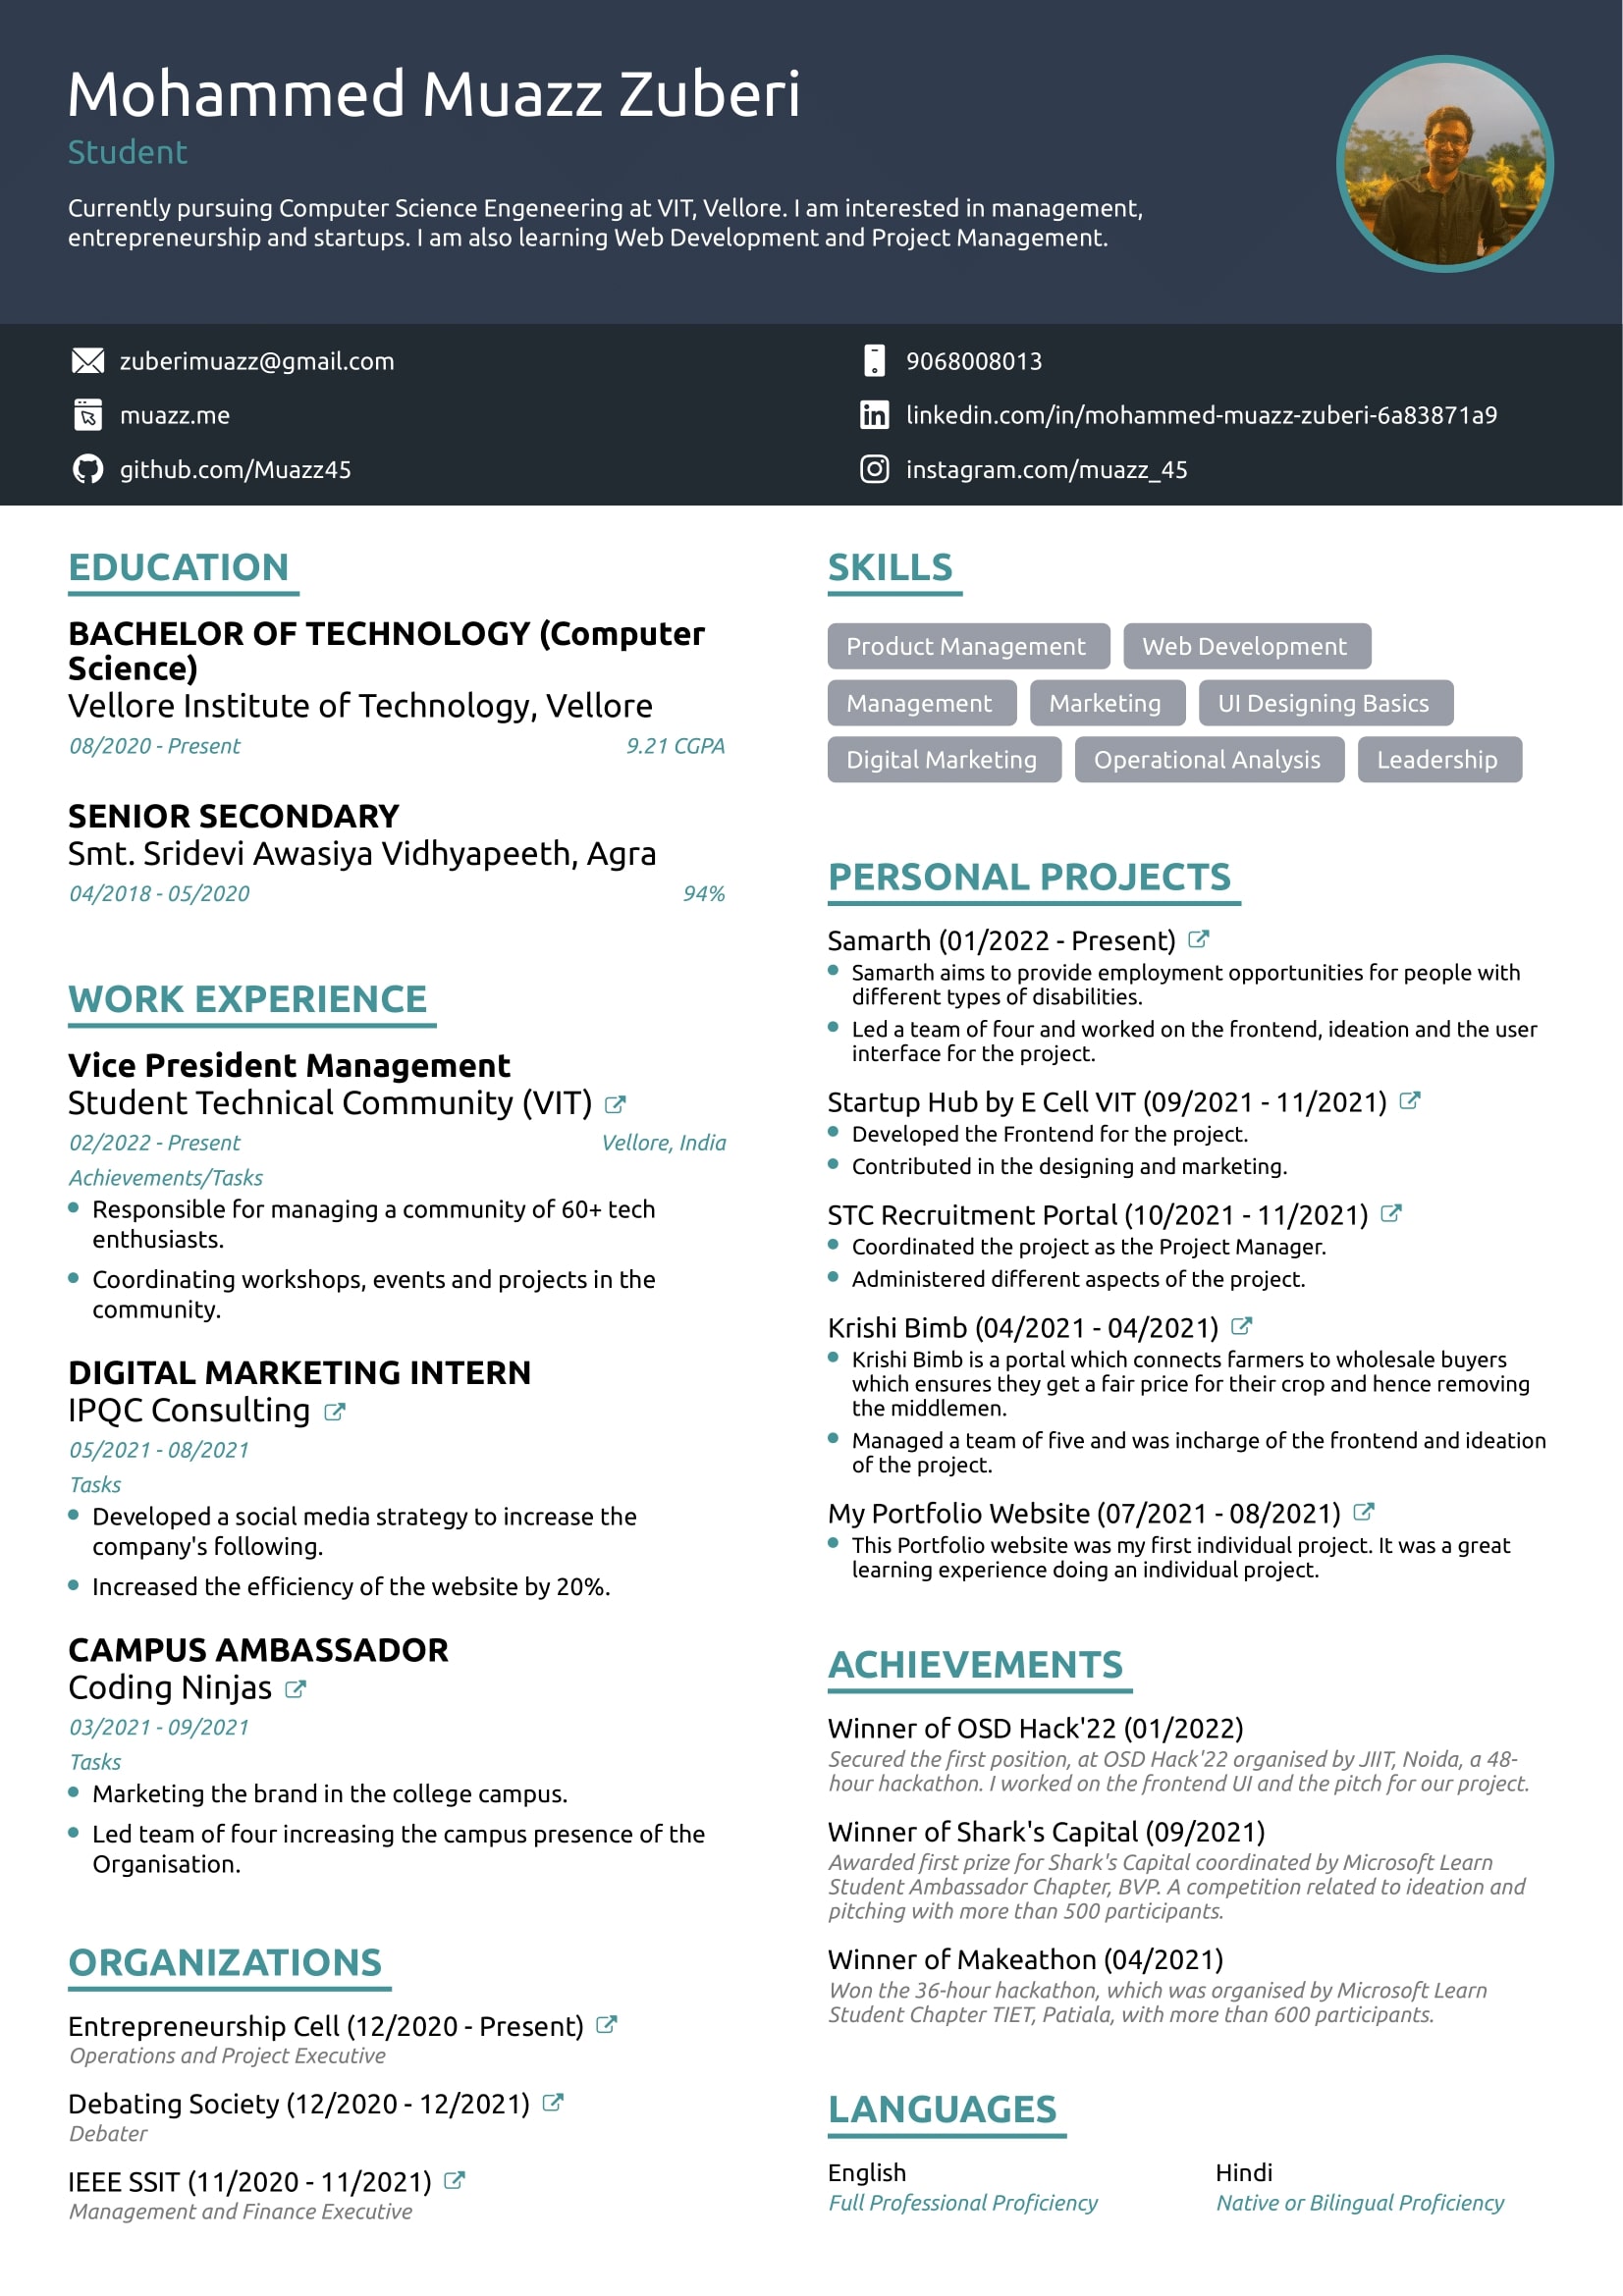 Mohammed Muazz Zuberi
Student
Currently pursuing Computer Science Engeneering at VIT, Vellore. I am interested in management,
entrepreneurship and startups. I am also learning Web Development and Project Management.
zuberimuazz@gmail.com
9068008013
muazz.me
linkedin.com/in/mohammed-muazz-zuberi-6a83871a9
github.com/Muazz45
instagram.com/muazz_45
EDUCATION
BACHELOR OF TECHNOLOGY (Computer
Science)
Vellore Institute of Technology, Vellore
08/2020 - Present 9.21 CGPA
SENIOR SECONDARY
Smt. Sridevi Awasiya Vidhyapeeth, Agra
04/2018 - 05/2020 94%
WORK EXPERIENCE
Vice President Management
Student Technical Community (VIT)
02/2022 - Present Vellore, India
Achievements/Tasks
Responsible for managing a community of 60+ tech
enthusiasts.
Coordinating workshops, events and projects in the
community.
DIGITAL MARKETING INTERN
IPQC Consulting
05/2021 - 08/2021
Tasks
Developed a social media strategy to increase the
company's following.
Increased the efficiency of the website by 20%.
CAMPUS AMBASSADOR
Coding Ninjas
03/2021 - 09/2021
Tasks
Marketing the brand in the college campus.
Led team of four increasing the campus presence of the
Organisation.
ORGANIZATIONS
Entrepreneurship Cell (12/2020 - Present)
Operations and Project Executive
Debating Society (12/2020 - 12/2021)
Debater
IEEE SSIT (11/2020 - 11/2021)
Management and Finance Executive
SKILLS
Product Management Web Development
Management Marketing UI Designing Basics
Digital Marketing Operational Analysis Leadership
PERSONAL PROJECTS
Samarth (01/2022 - Present)
Samarth aims to provide employment opportunities for people with
different types of disabilities.
Led a team of four and worked on the frontend, ideation and the user
interface for the project.
Startup Hub by E Cell VIT (09/2021 - 11/2021)
Developed the Frontend for the project.
Contributed in the designing and marketing.
STC Recruitment Portal (10/2021 - 11/2021)
Coordinated the project as the Project Manager.
Administered different aspects of the project.
Krishi Bimb (04/2021 - 04/2021)
Krishi Bimb is a portal which connects farmers to wholesale buyers
which ensures they get a fair price for their crop and hence removing
the middlemen.
Managed a team of five and was incharge of the frontend and ideation
of the project.
My Portfolio Website (07/2021 - 08/2021)
This Portfolio website was my first individual project. It was a great
learning experience doing an individual project.
ACHIEVEMENTS
Winner of OSD Hack'22 (01/2022)
Secured the first position, at OSD Hack'22 organised by JIIT, Noida, a 48-
hour hackathon. I worked on the frontend UI and the pitch for our project.
Winner of Shark's Capital (09/2021)
Awarded first prize for Shark's Capital coordinated by Microsoft Learn
Student Ambassador Chapter, BVP. A competition related to ideation and
pitching with more than 500 participants.
Winner of Makeathon (04/2021)
Won the 36-hour hackathon, which was organised by Microsoft Learn
Student Chapter TIET, Patiala, with more than 600 participants.
LANGUAGES
English Hindi
Full Professional Proficiency Native or Bilingual Proficiency